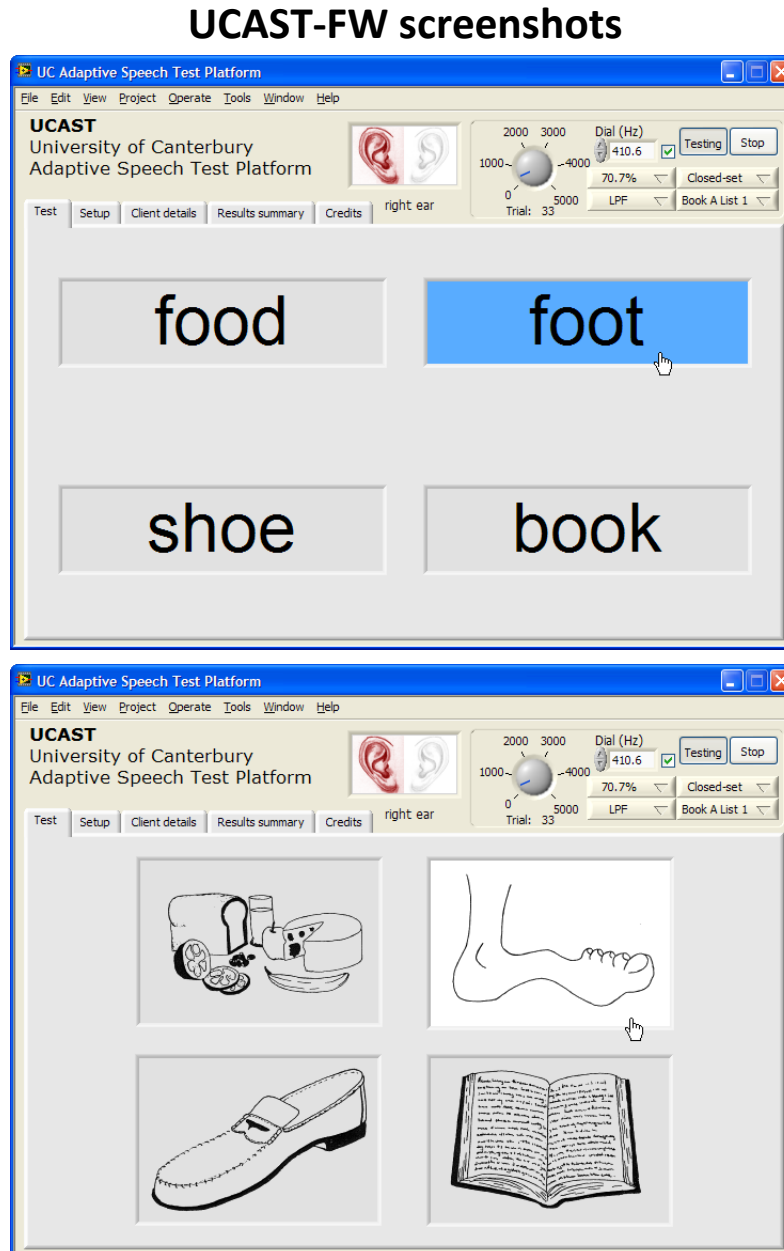 UCAST-FW screenshots
UC Adaptive Speech Test Platform
File Edit View Project Operate Tools Window Help
UCAST
University of Canterbury
Adaptive Speech Test Platform
right ear
2000 3000
1000 4000
0 5000
Trial: 33
Dial (Hz)
410.6
Testing Stop
70.7% Closed-set
LPF Book A List 1
Test Setup Client details Results summary Credits
food foot
shoe book
UC Adaptive Speech Test Platform
File Edit View Project Operate Tools Window Help
UCAST
University of Canterbury
Adaptive Speech Test Platform
right ear
2000 3000
1000 4000
0 5000
Trial: 33
Dial (Hz)
410.6
Testing Stop
70.7% Closed-set
LPF Book A List 1
Test Setup Client details Results summary Credits